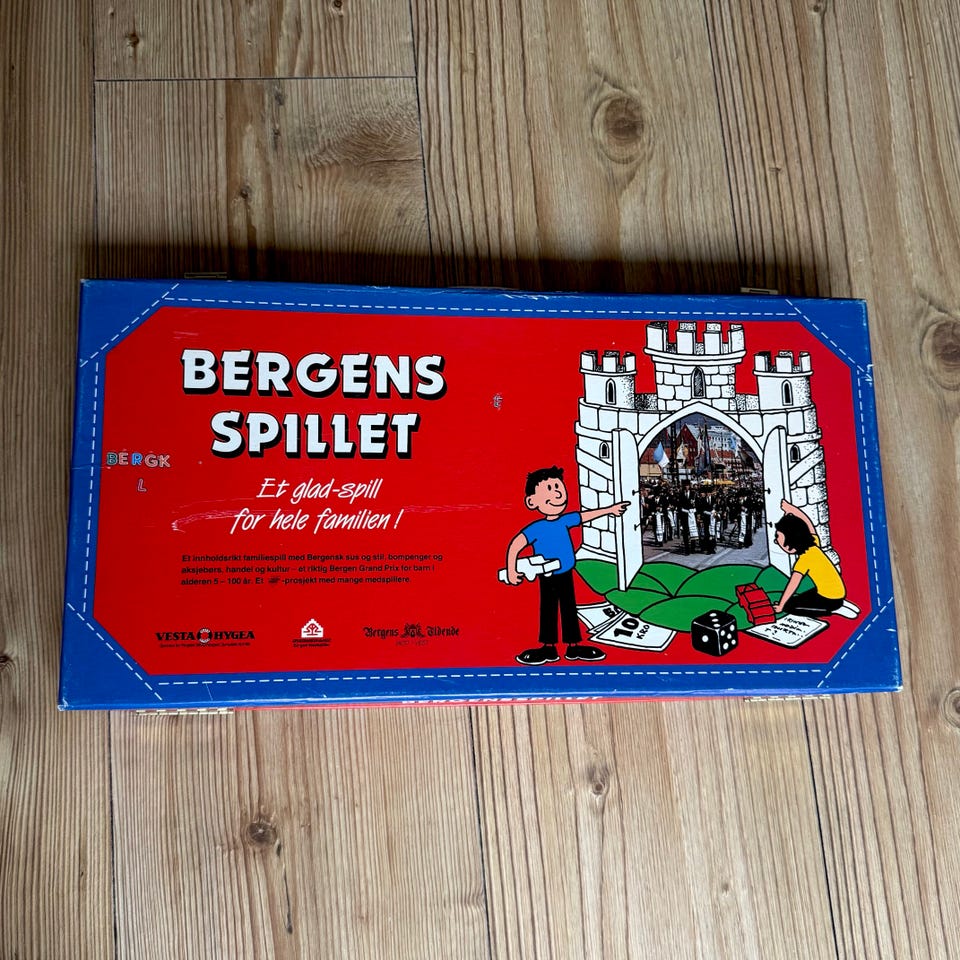 BERGENS
SPILLET
BERGK
L
E
Et glad-spill
for hele familien!
Et innholdsrikt familiespill med Bergensk sus og stil, bompenger og
aksjebørs, handel og kultur – et riktig Bergen Grand Prix for barn i
alderen 5 – 100 år. Et -prosjekt med mange medspillere.
VESTA HYGEA
Bergens Tidende
10
KRO